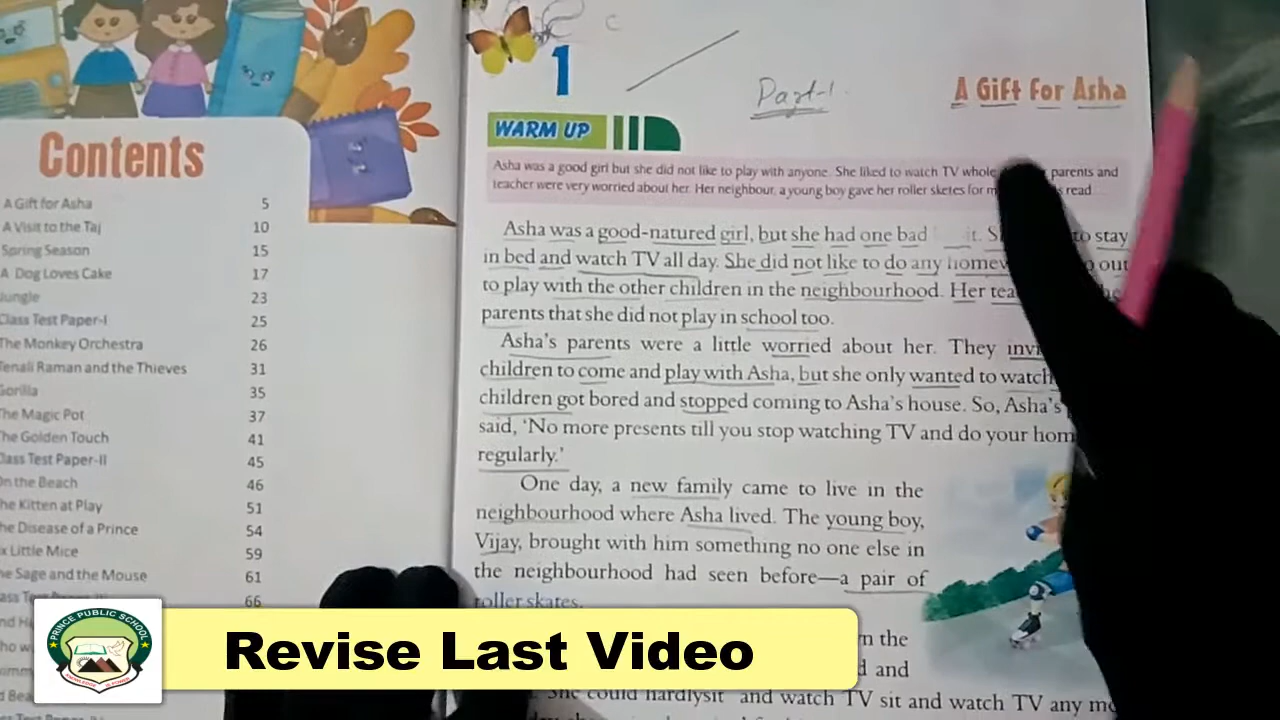 Contents
A Gift for Asha 5
A Visit to the Taj 10
Spring Season 15
A Dog Loves Cake 17
Jungle 23
Class Test Paper-I 25
The Monkey Orchestra 26
Tenali Raman and the Thieves 31
Gorilla 35
The Magic Pot 37
The Golden Touch 41
Class Test Paper-II 45
On the Beach 46
The Kitten at Play 51
The Disease of a Prince 54
Six Little Mice 59
The Sage and the Mouse 61
66
1
Part-1.
A Gift for Asha
WARM UP
Asha was a good girl but she did not like to play with anyone. She liked to watch TV whole parents and
teacher were very worried about her. Her neighbour, a young boy gave her roller sketes for read
Asha was a good-natured girl, but she had one bad it. to stay
in bed and watch TV all day. She did not like to do any out
to play with the other children in the neighbourhood. Her
parents that she did not play in school too.
Asha's parents were a little worried about her. They
children to come and play with Asha, but she only wanted to watch
children got bored and stopped coming to Asha's house. So, Asha's
said, 'No more presents till you stop watching TV and do your
regularly.'
One day, a new family came to live in the
neighbourhood where Asha lived. The young boy,
Vijay, brought with him something no one else in
the neighbourhood had seen before—a pair of
roller skates.
the
and
She could hardlysit and watch TV sit and watch TV any
PRINCE PUBLIC SCHOOL
Revise Last Video